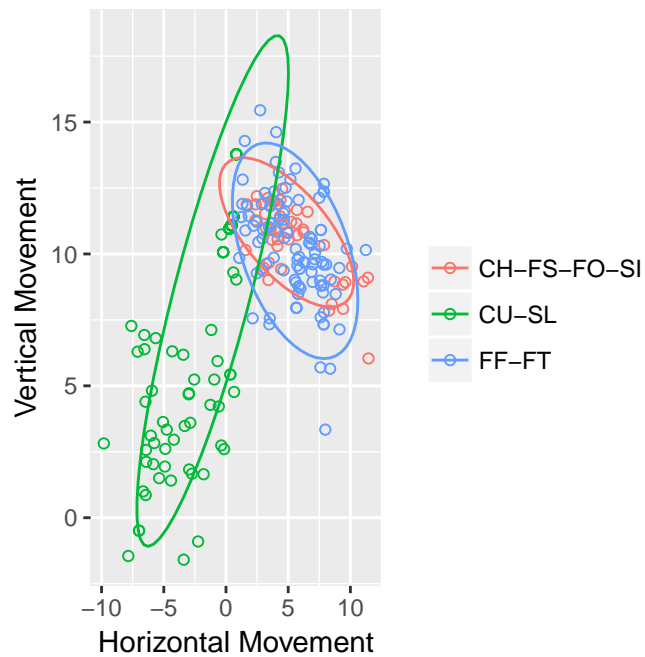 Vertical Movement
15
10
5
0
−10 −5 0 5 10
Horizontal Movement
CH−FS−FO−SI
CU−SL
FF−FT